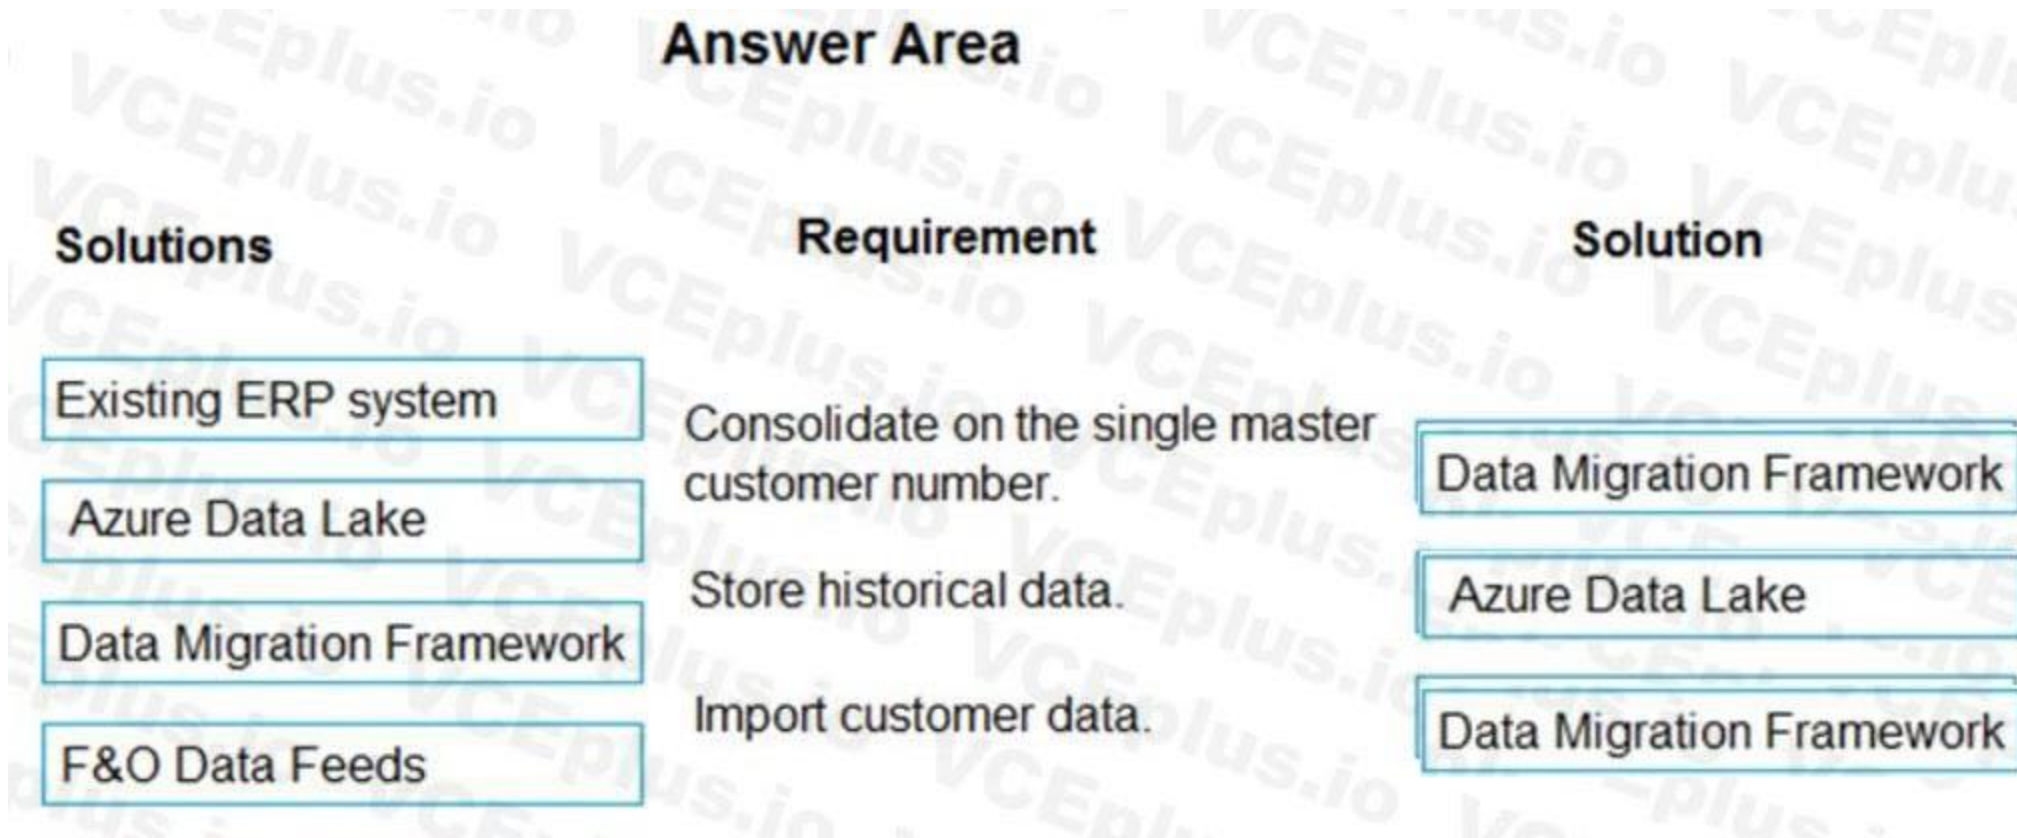 Answer Area
Solutions
Requirement
Solution
Existing ERP system
Azure Data Lake
Data Migration Framework
F&O Data Feeds
Consolidate on the single master
customer number.
Store historical data.
Import customer data.
Data Migration Framework
Azure Data Lake
Data Migration Framework
VCEplus.io